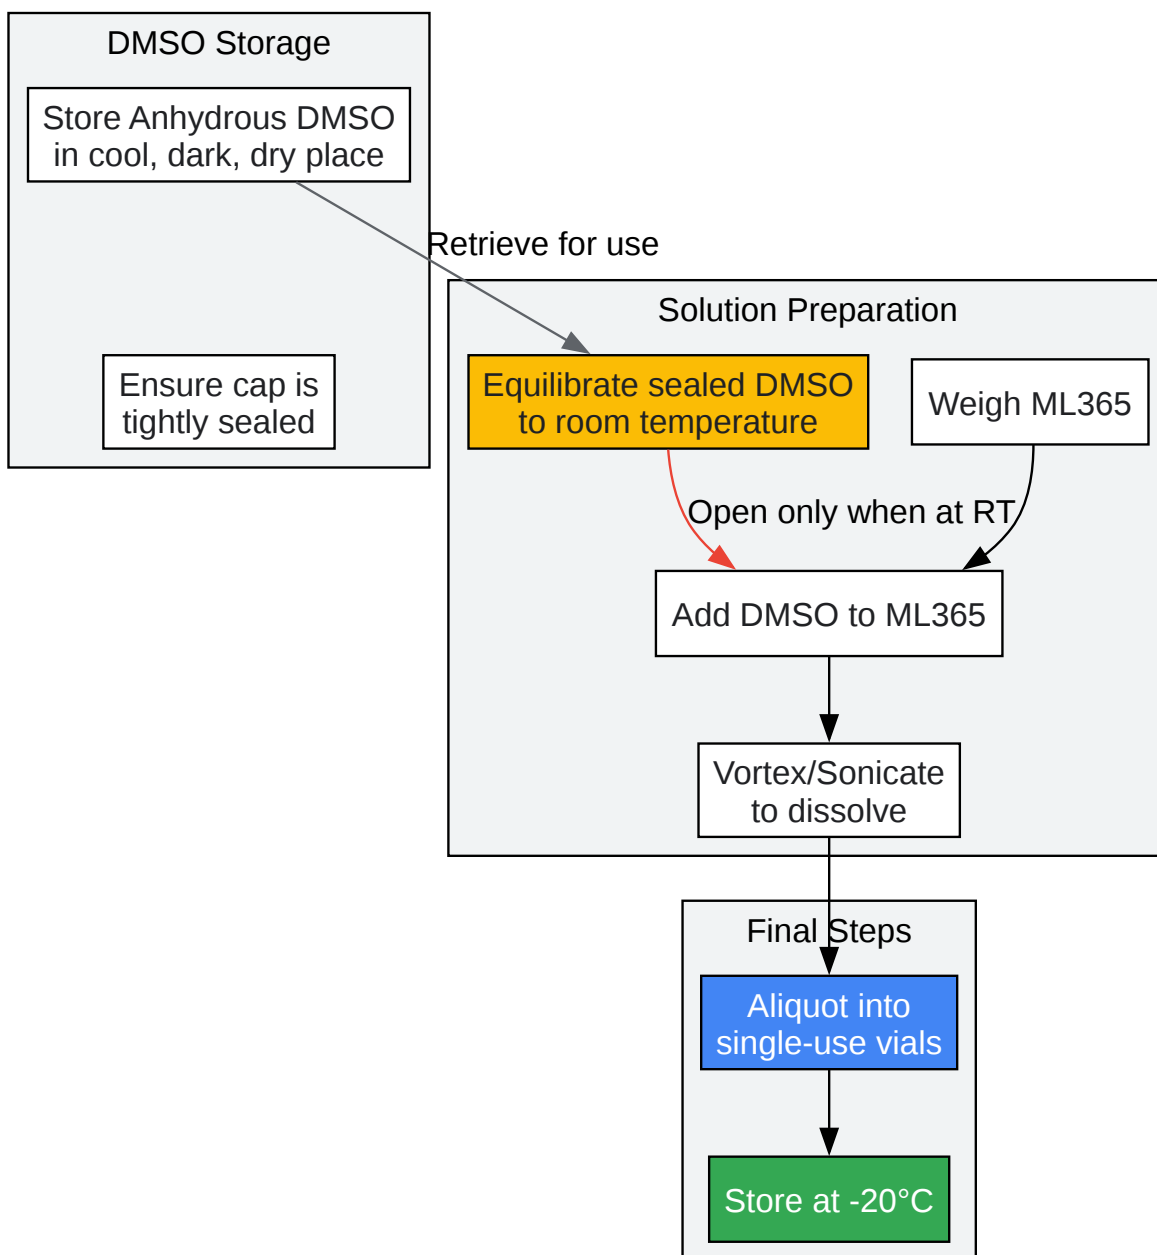 DMSO Storage
Store Anhydrous DMSO
in cool, dark, dry place
Retrieve for use
Ensure cap is
tightly sealed
Solution Preparation
Equilibrate sealed DMSO
to room temperature
Weigh ML365
Open only when at RT
Add DMSO to ML365
Vortex/Sonicate
to dissolve
Final Steps
Aliquot into
single-use vials
Store at -20°C